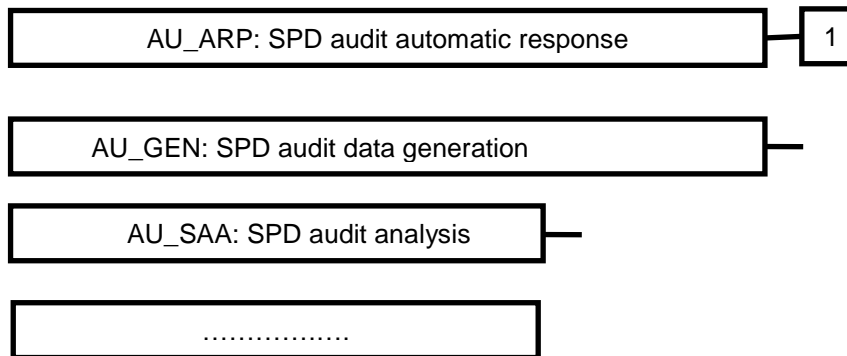 AU_ARP: SPD audit automatic response 1
AU_GEN: SPD audit data generation
AU_SAA: SPD audit analysis
.................